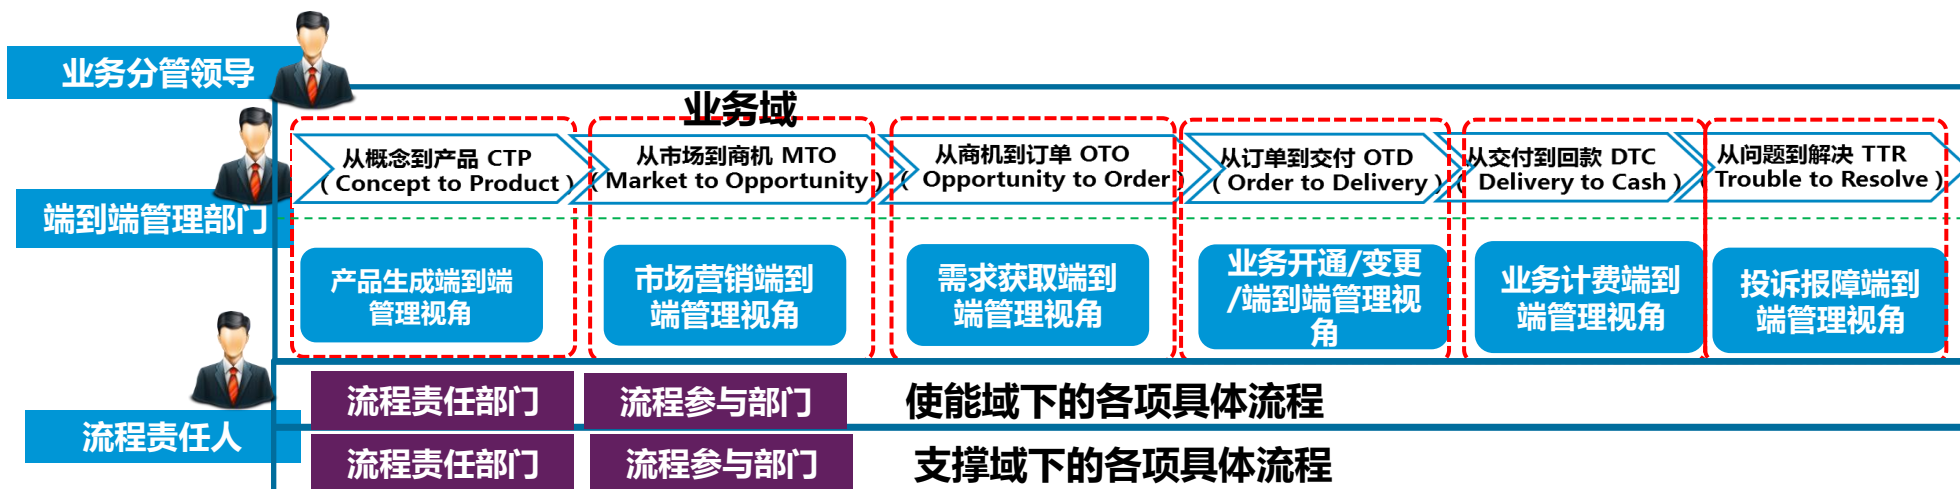 业务分管领导
业务域
从概念到产品 CTP
( Concept to Product )
从市场到商机 MTO
( Market to Opportunity )
从商机到订单 OTO
( Opportunity to Order )
从订单到交付 OTD
( Order to Delivery )
从交付到回款 DTC
( Delivery to Cash )
从问题到解决 TTR
( Trouble to Resolve )
端到端管理部门
产品生成端到端
管理视角
市场营销端到
端管理视角
需求获取端到
端管理视角
业务开通/变更
/端到端管理视
角
业务计费端到
端管理视角
投诉报障端到
端管理视角
流程责任人
流程责任部门
流程参与部门
使能域下的各项具体流程
流程责任部门
流程参与部门
支撑域下的各项具体流程